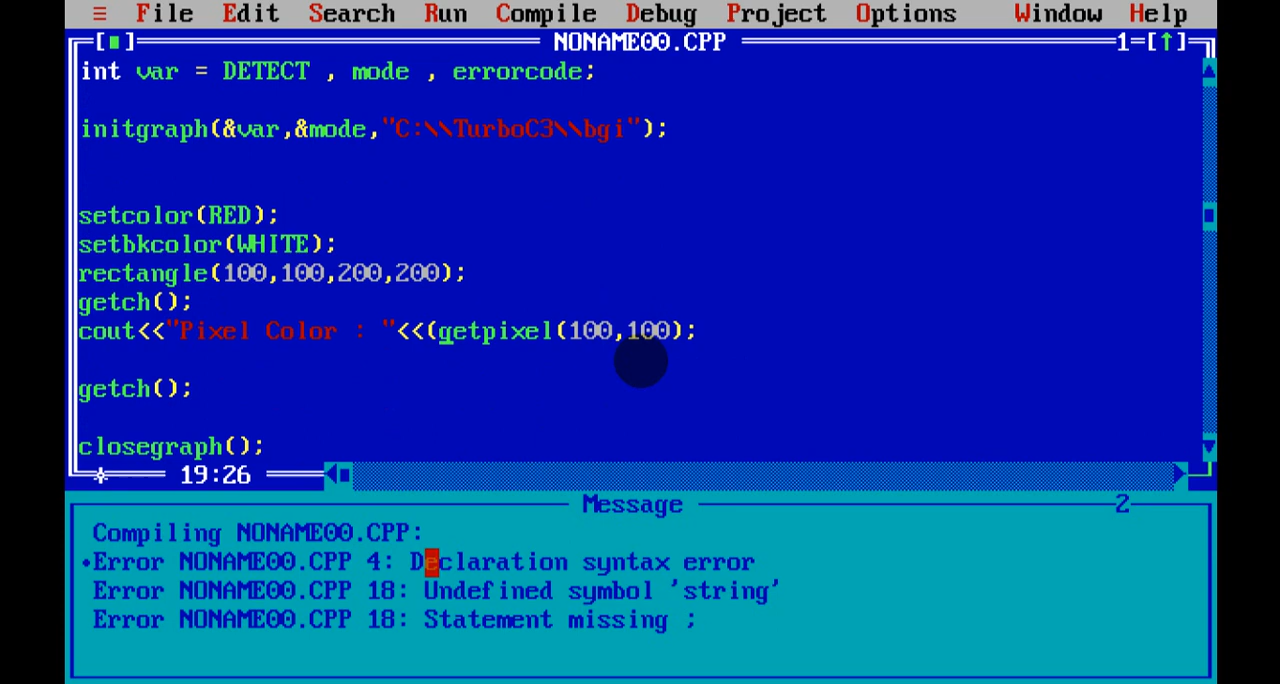 ≡ File Edit Search Run Compile Debug Project Options Window Help
[■] NONAME00.CPP 1=[↑]
int var = DETECT , mode , errorcode;
initgraph(&var,&mode,"C:\\TurboC3\\bgi");
setcolor(RED);
setbkcolor(WHITE);
rectangle(100,100,200,200);
getch();
cout<<"Pixel Color : "<<(getpixel(100,100);
getch();
closegraph();
19:26
Message 2
Compiling NONAME00.CPP:
•Error NONAME00.CPP 4: Declaration syntax error
Error NONAME00.CPP 18: Undefined symbol 'string'
Error NONAME00.CPP 18: Statement missing ;